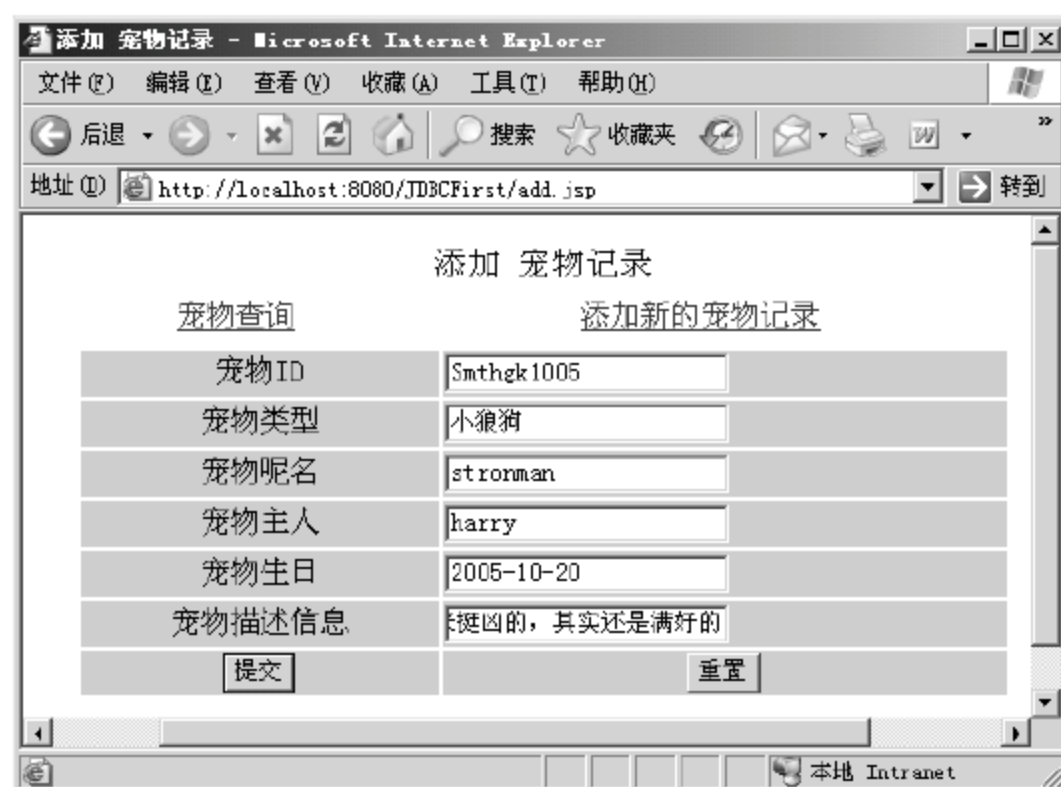 添加 宠物记录 - Microsoft Internet Explorer
文件(F) 编辑(E) 查看(V) 收藏(A) 工具(T) 帮助(H)
后退 搜索 收藏夹 »
地址(D) http://localhost:8080/JDBCFirst/add.jsp 转到
添加 宠物记录
宠物查询 添加新的宠物记录
宠物ID Smthgk1005
宠物类型 小狼狗
宠物呢名 stronman
宠物主人 harry
宠物生日 2005-10-20
宠物描述信息 挺凶的，其实还是满好的
提交 重置
本地 Intranet